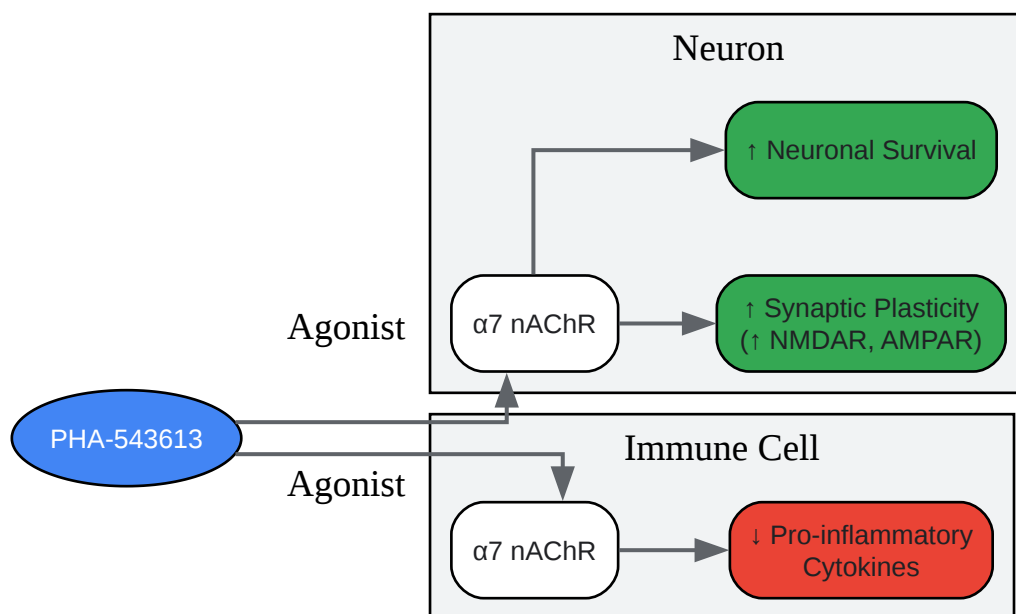 Neuron
↑ Neuronal Survival
α7 nAChR
↑ Synaptic Plasticity
(↑ NMDAR, AMPAR)
Agonist
PHA-543613
Agonist
Immune Cell
α7 nAChR
↓ Pro-inflammatory
Cytokines